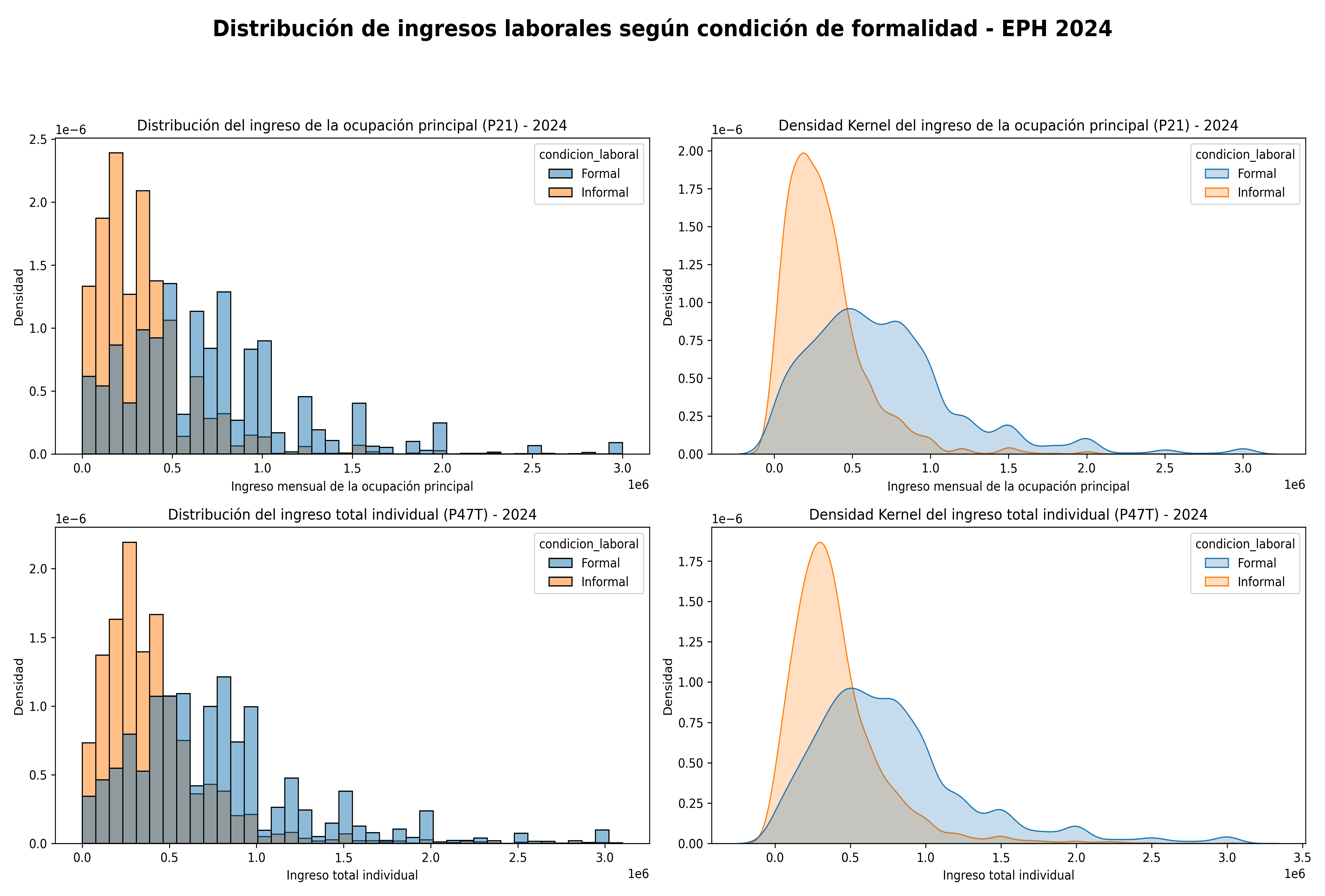 Distribución de ingresos laborales según condición de formalidad - EPH 2024
Distribución del ingreso de la ocupación principal (P21) - 2024
1e−6
2.5
2.0
1.5
1.0
0.5
0.0
Densidad
condicion_laboral
Formal
Informal
0.0 0.5 1.0 1.5 2.0 2.5 3.0
1e6
Ingreso mensual de la ocupación principal
Densidad Kernel del ingreso de la ocupación principal (P21) - 2024
1e−6
2.00
1.75
1.50
1.25
1.00
0.75
0.50
0.25
0.00
Densidad
condicion_laboral
Formal
Informal
0.0 0.5 1.0 1.5 2.0 2.5 3.0
1e6
Ingreso mensual de la ocupación principal
Distribución del ingreso total individual (P47T) - 2024
1e−6
2.0
1.5
1.0
0.5
0.0
Densidad
condicion_laboral
Formal
Informal
0.0 0.5 1.0 1.5 2.0 2.5 3.0
1e6
Ingreso total individual
Densidad Kernel del ingreso total individual (P47T) - 2024
1e−6
1.75
1.50
1.25
1.00
0.75
0.50
0.25
0.00
Densidad
condicion_laboral
Formal
Informal
0.0 0.5 1.0 1.5 2.0 2.5 3.0 3.5
1e6
Ingreso total individual